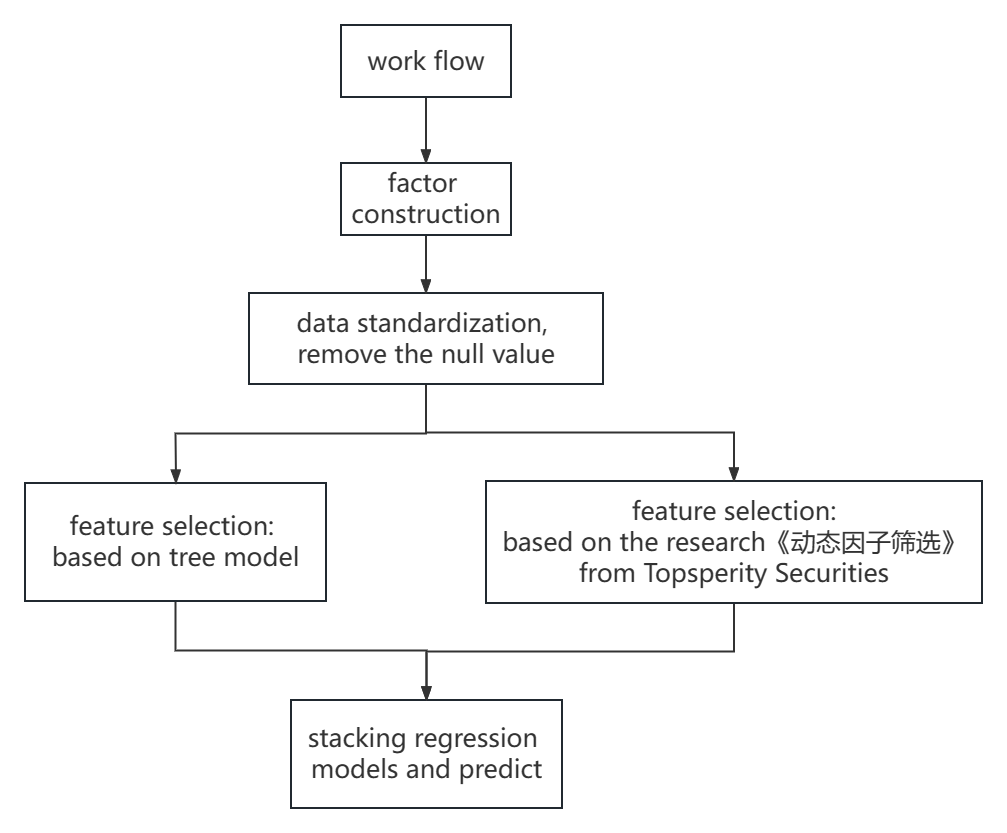 work flow
factor
construction
data standardization,
remove the null value
feature selection:
based on tree model
feature selection:
based on the research《动态因子筛选》
from Topsperity Securities
stacking regression
models and predict